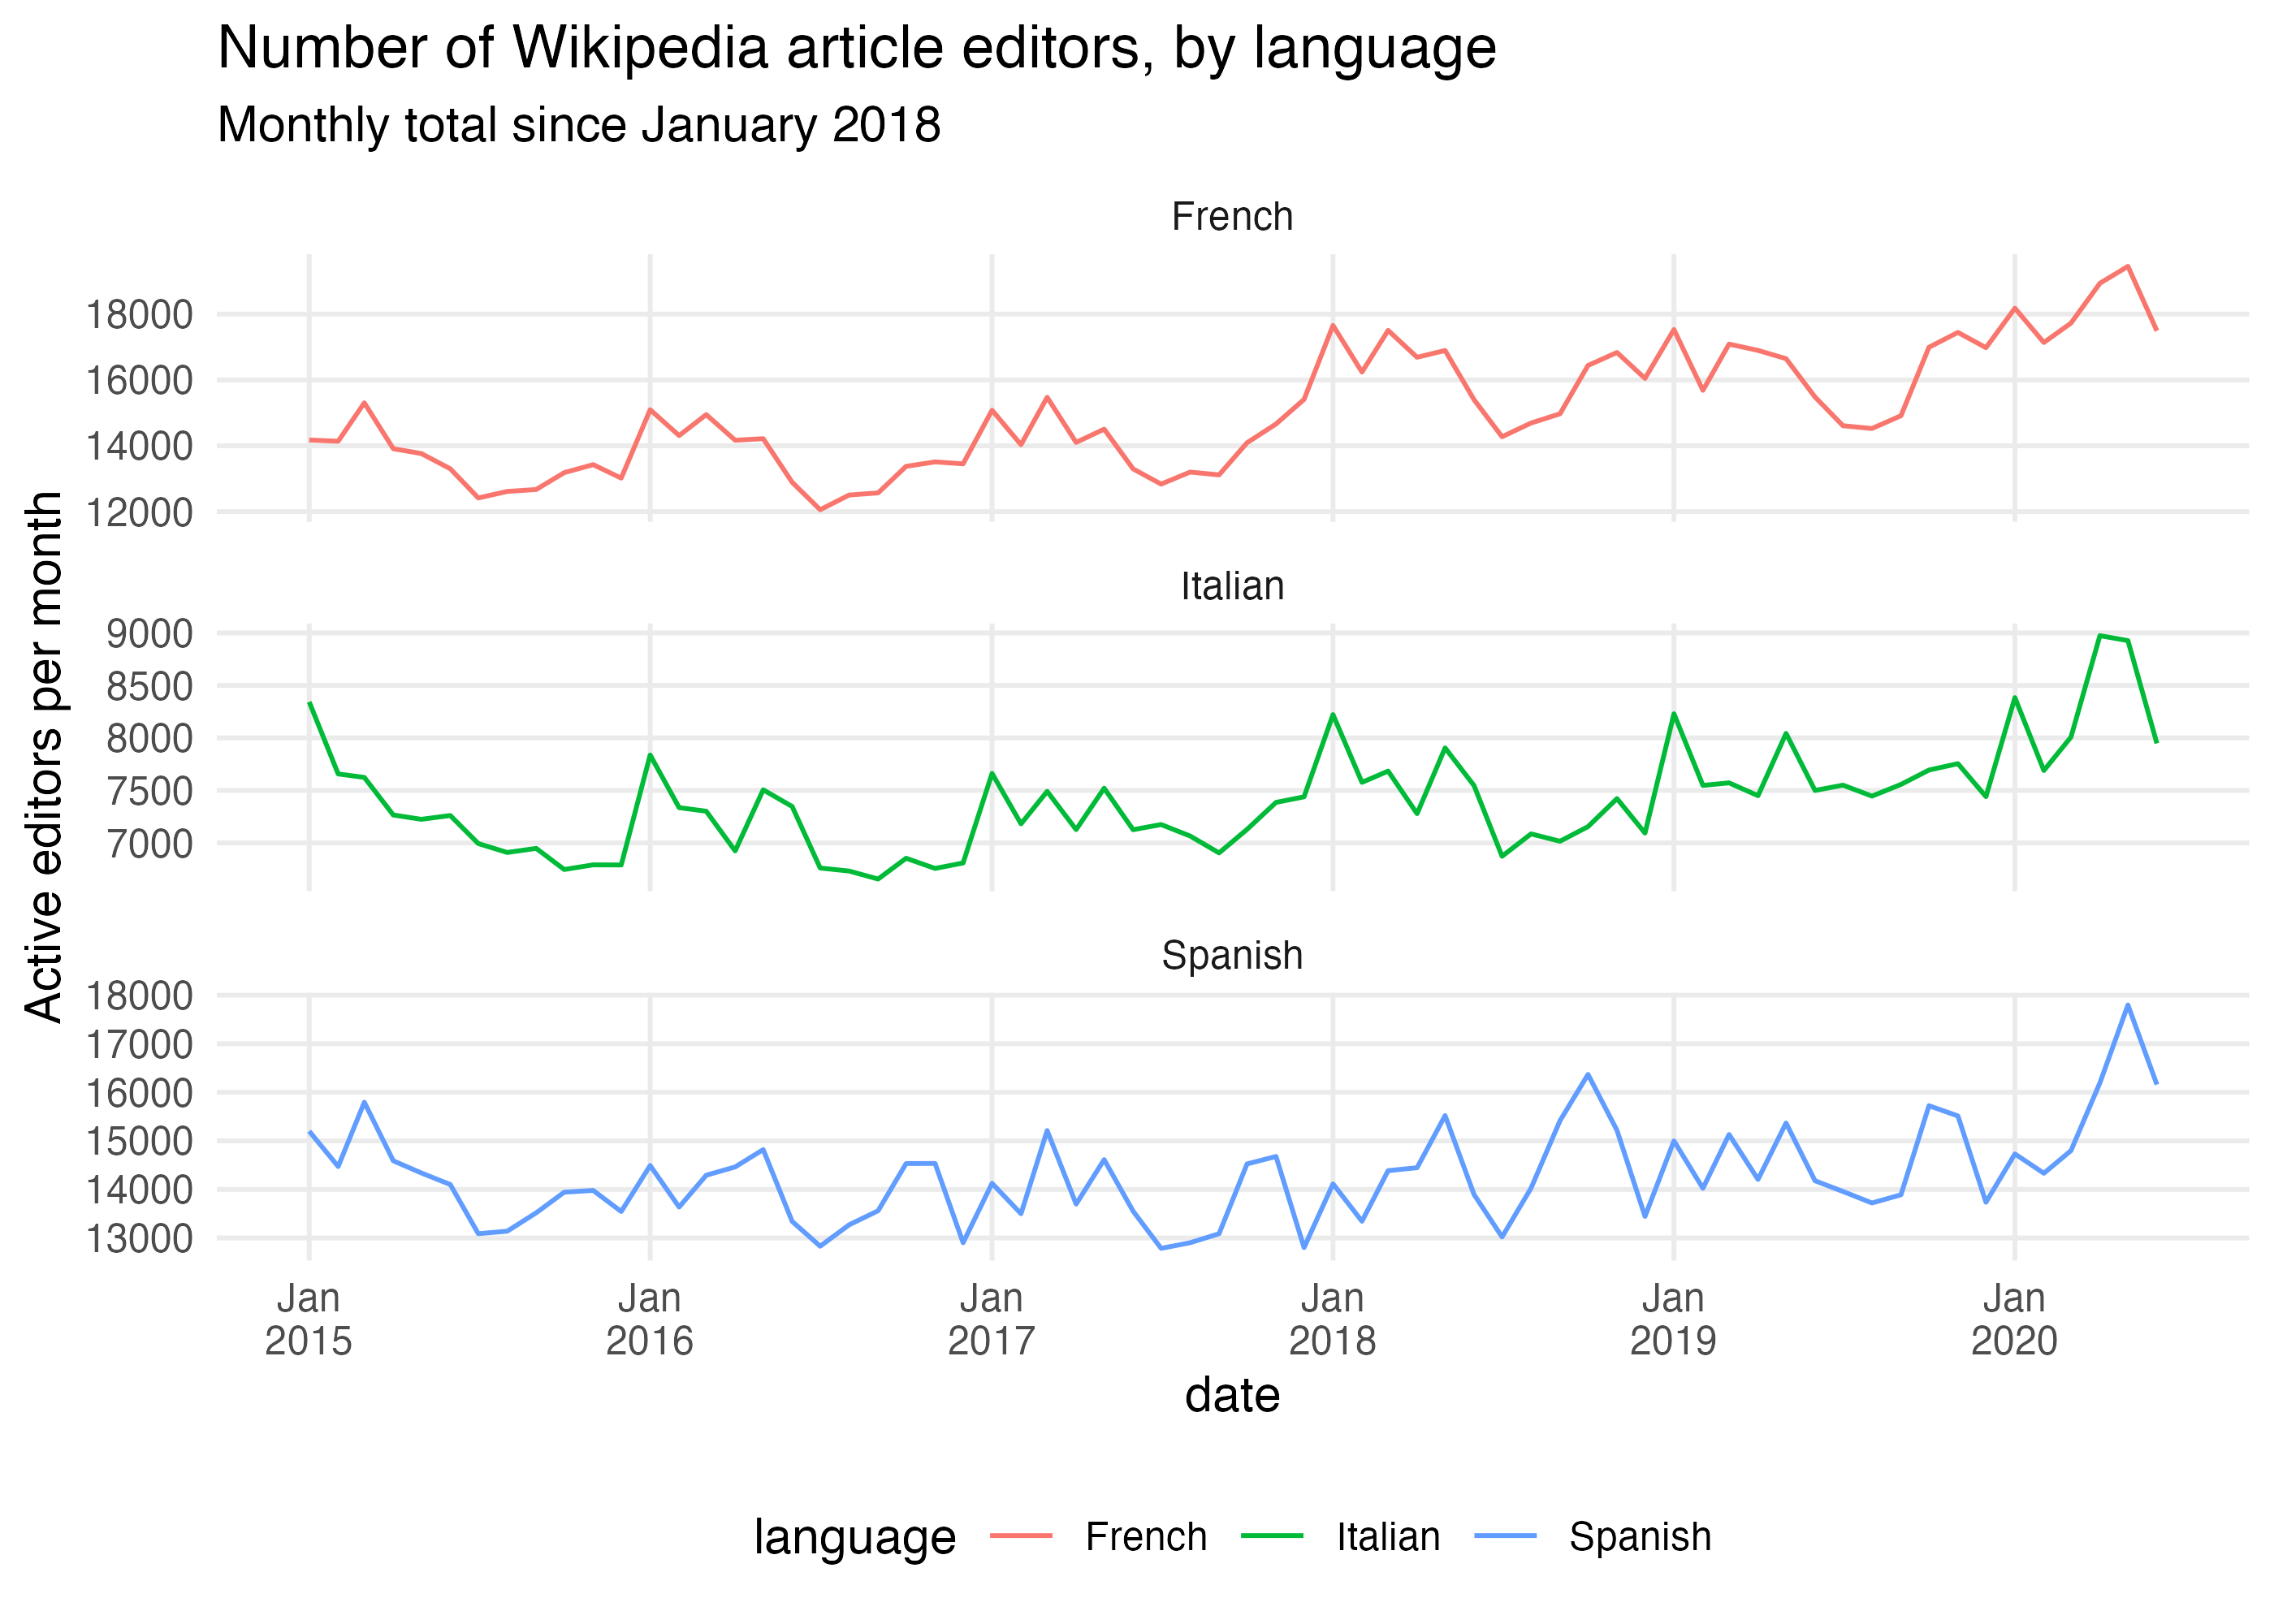 Number of Wikipedia article editors, by language
Monthly total since January 2018
French
18000
16000
14000
12000
Italian
9000
8500
8000
7500
7000
Spanish
18000
17000
16000
15000
14000
13000
Active editors per month
Jan Jan Jan Jan Jan Jan
2015 2016 2017 2018 2019 2020
date
language French Italian Spanish